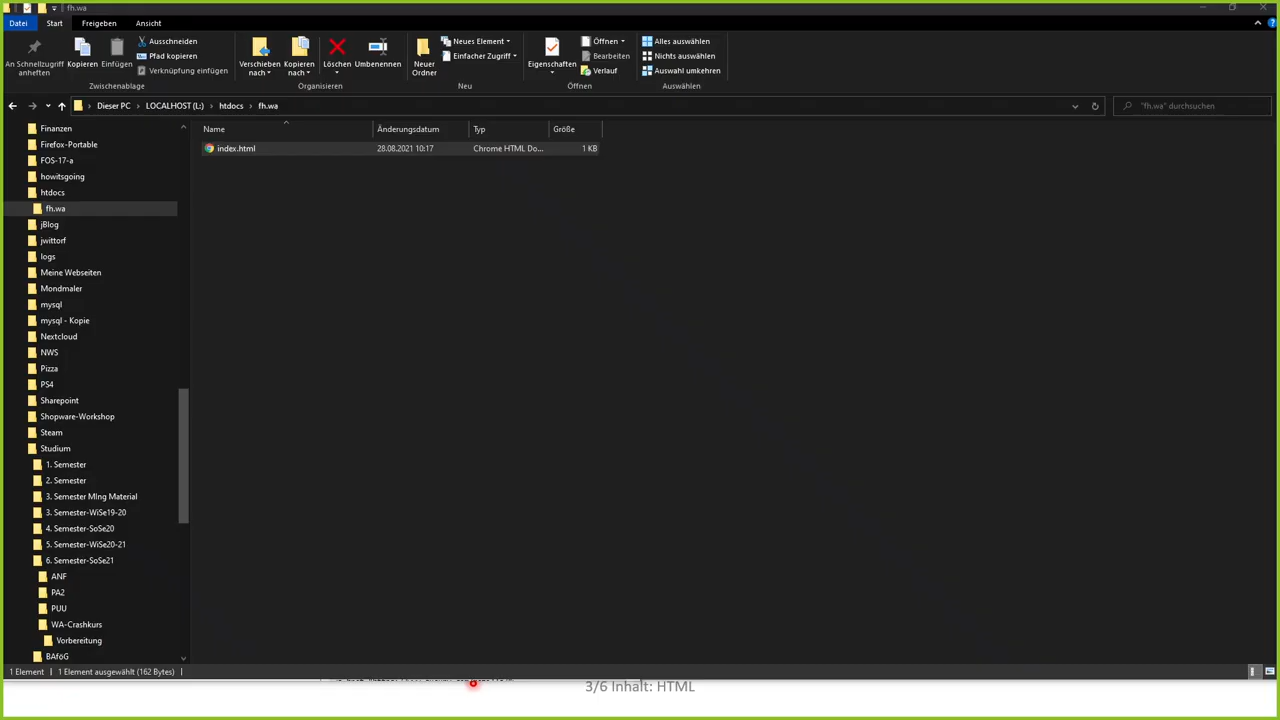 fh.wa
Datei Start Freigeben Ansicht
An Schnellzugriff anheften
Kopieren
Einfügen
Ausschneiden
Pfad kopieren
Verknüpfung einfügen
Zwischenablage
Verschieben nach
Kopieren nach
Löschen
Umbenennen
Organisieren
Neuer Ordner
Neues Element
Einfacher Zugriff
Neu
Eigenschaften
Öffnen
Bearbeiten
Verlauf
Öffnen
Alles auswählen
Nichts auswählen
Auswahl umkehren
Auswählen
Dieser PC › LOCALHOST (L:) › htdocs › fh.wa
"fh.wa" durchsuchen
Name Änderungsdatum Typ Größe
index.html 28.08.2021 10:17 Chrome HTML Do... 1 KB
Finanzen
Firefox-Portable
FOS-17-a
howitsgoing
htdocs
fh.wa
jBlog
jwittorf
logs
Meine Webseiten
Mondmaler
mysql
mysql - Kopie
Nextcloud
NWS
Pizza
PS4
Sharepoint
Shopware-Workshop
Steam
Studium
1. Semester
2. Semester
3. Semester MIng Material
3. Semester-WiSe19-20
4. Semester-SoSe20
5. Semester-WiSe20-21
6. Semester-SoSe21
ANF
PA2
PUU
WA-Crashkurs
Vorbereitung
BAföG
1 Element 1 Element ausgewählt (162 Bytes)
3/6 Inhalt: HTML